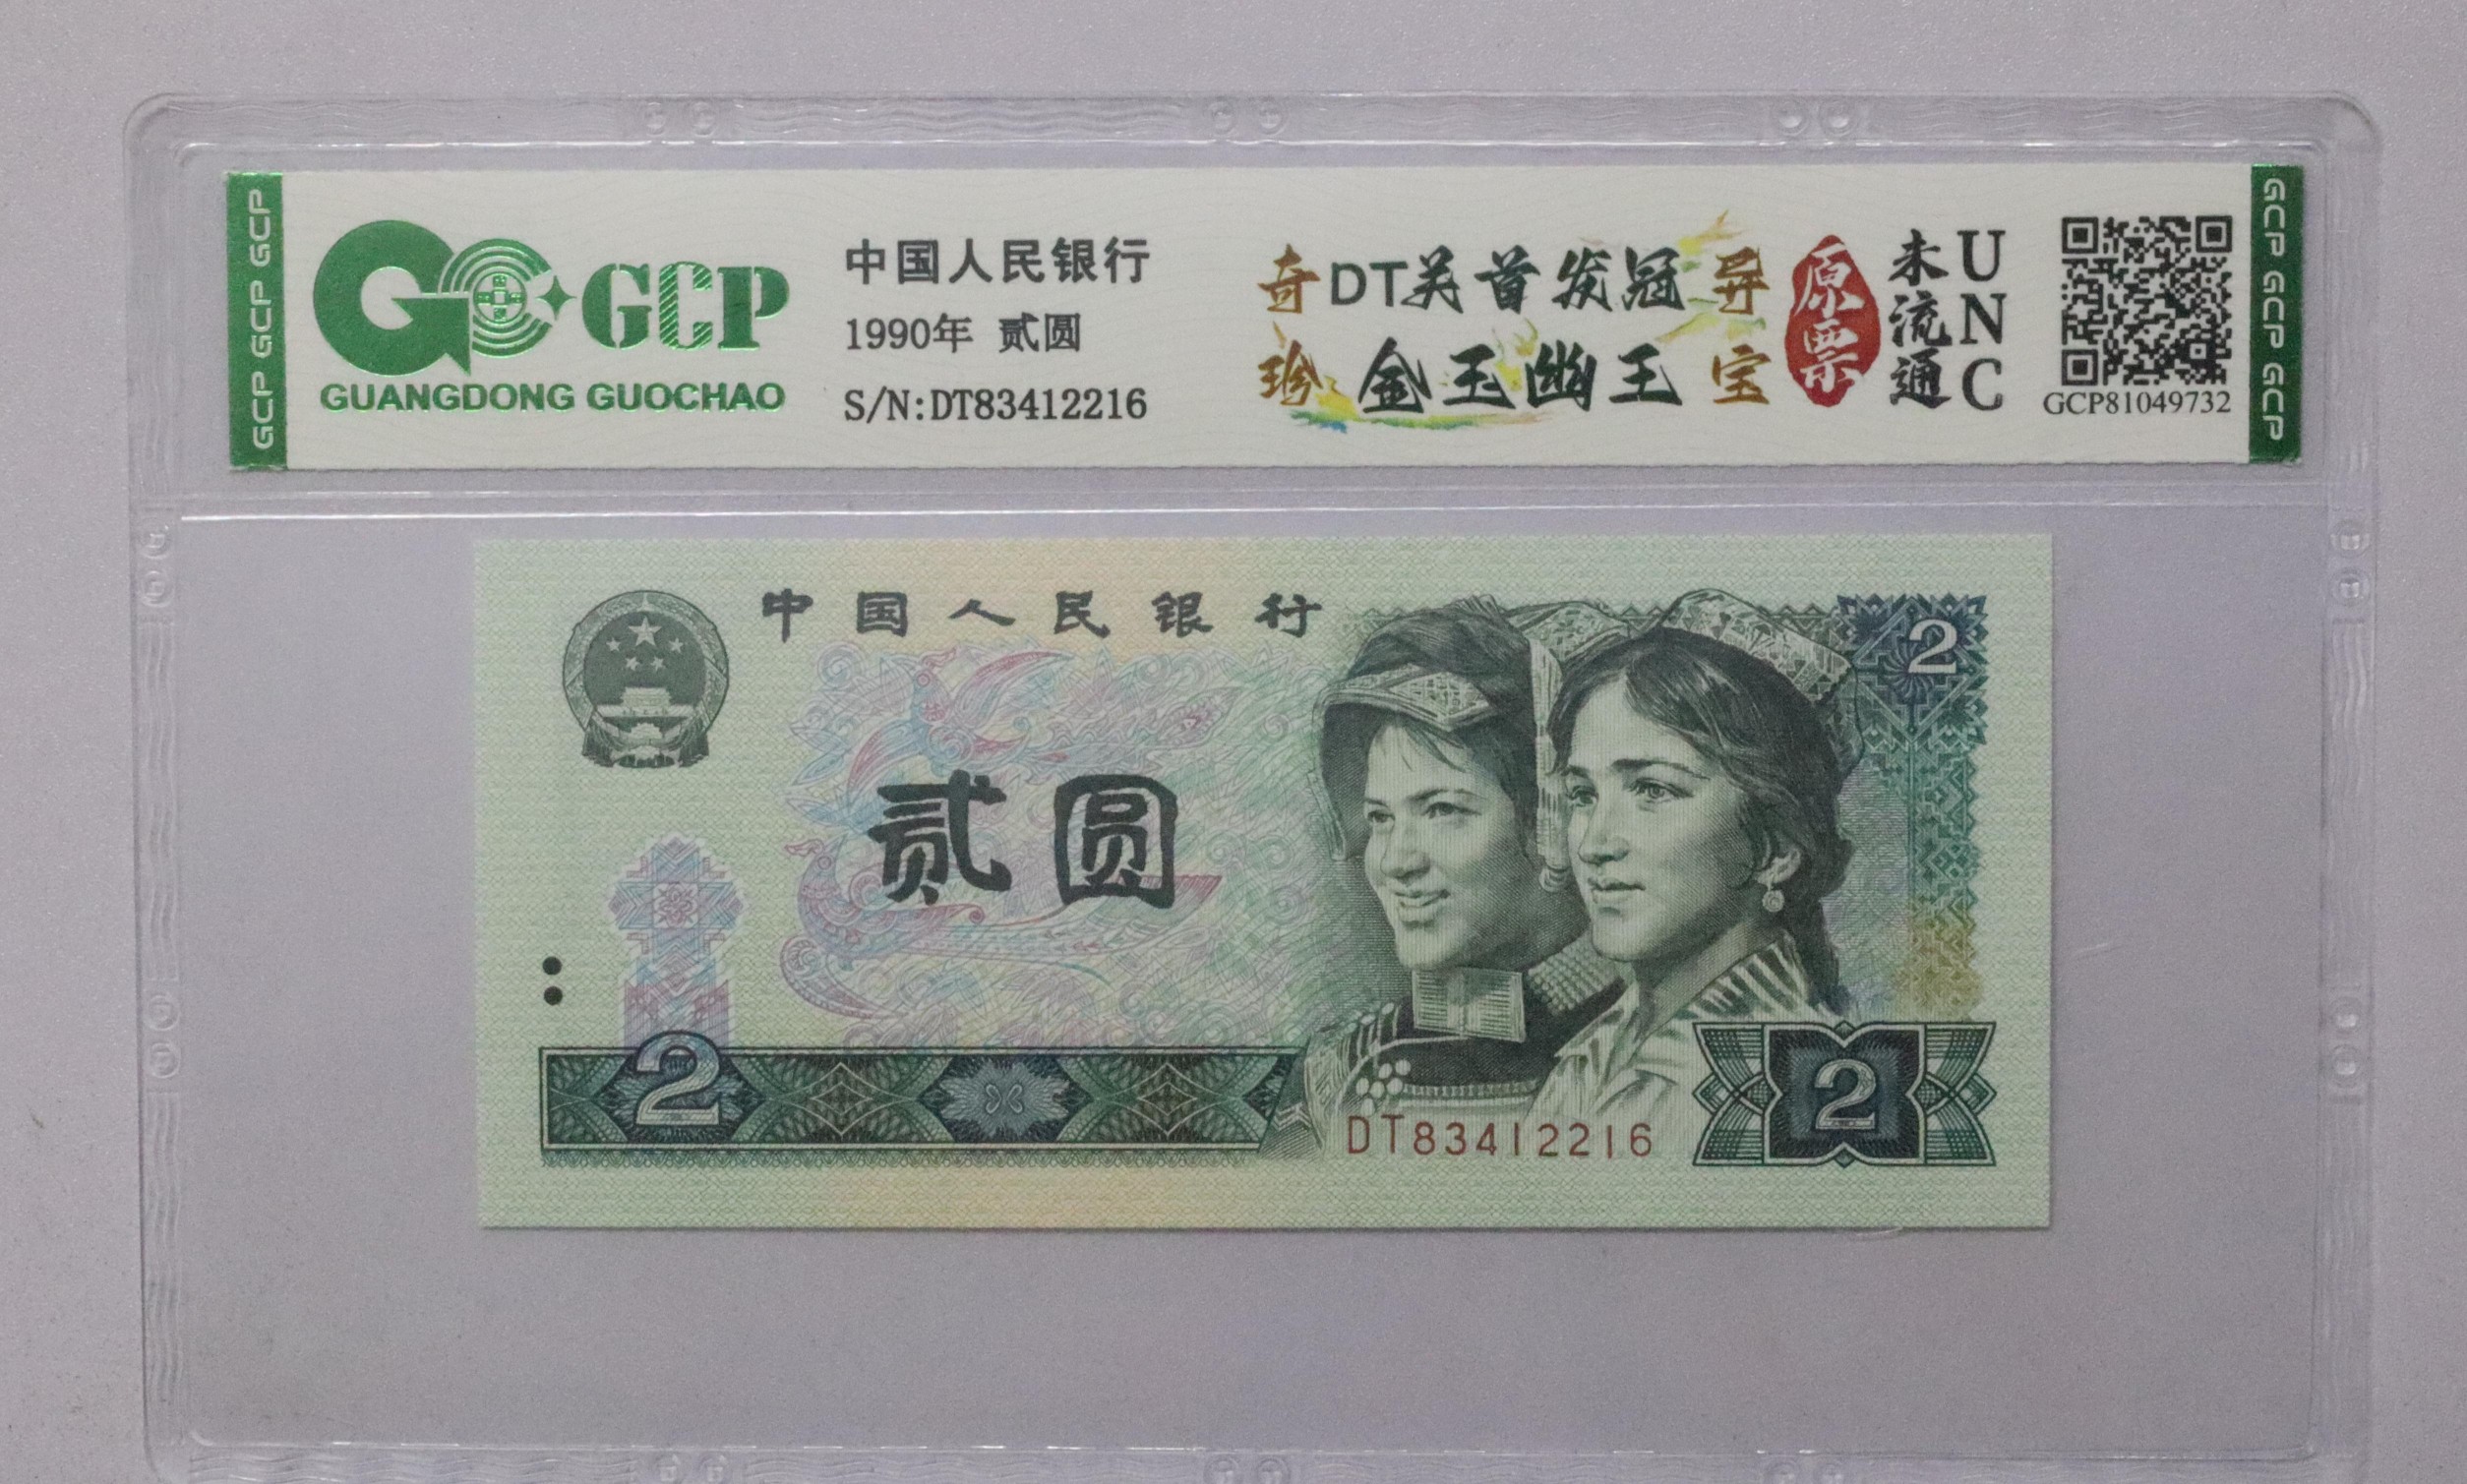 GCP GCP GCP
GCP
GUANGDONG GUOCHAO
中国人民银行
1990年 贰圆
S/N:DT83412216
奇DT关首发冠异
珍金玉幽王宝
原票
未流通
UNC
GCP81049732
GCP GCP GCP
中国人民银行
2
贰圆
2
DT83412216
2